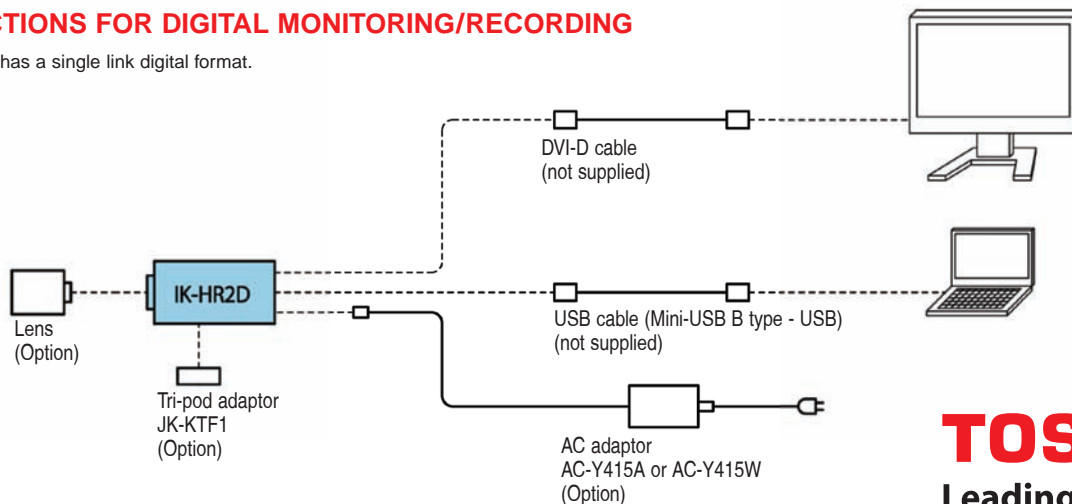 CTIONS FOR DIGITAL MONITORING/RECORDING
has a single link digital format.
DVI-D cable
(not supplied)
IK-HR2D
Lens
(Option)
USB cable (Mini-USB B type - USB)
(not supplied)
Tri-pod adaptor
JK-KTF1
(Option)
AC adaptor
AC-Y415A or AC-Y415W
(Option)
TOS
Leading